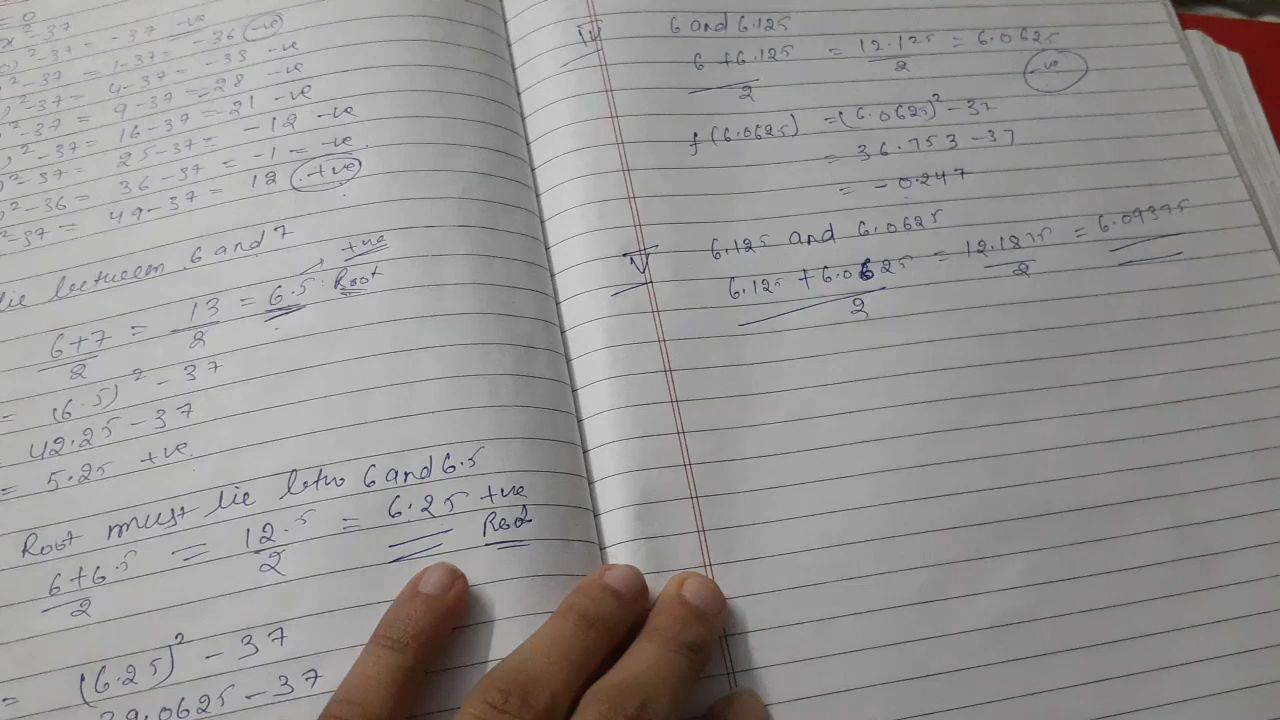 = 0
x²-37
)²-37 = -37 -ve
)²-37 = 1-37 = -36 -ve
)²-37 = 4-37 = -33 -ve
)²-37 = 9-37 = 28 -ve
)²-37 = 16-37 = 21 -ve
)²-37 = 25-37 = -12 -ve
)²-36 = 36-37 = -1 = -ve
²-37 = 49-37 = 12 +ve
lie between 6 and 7
6+7/2 = 13/2 = 6.5 → +ve Root
= (6.5)² - 37
42.25 - 37
= 5.25 +ve
Root must lie betw 6 and 6.5
6+6.5/2 = 12.5/2 = 6.25 +ve Root
= (6.25)² - 37
39.0625 - 37
IV 6 and 6.125
6+6.125/2 = 12.125/2 = 6.0625
-ve
f(6.0625) = (6.0625)² - 37
= 36.753 - 37
= -0.247
V 6.125 and 6.0625
6.125 + 6.0625/2 = 12.1875/2 = 6.09375